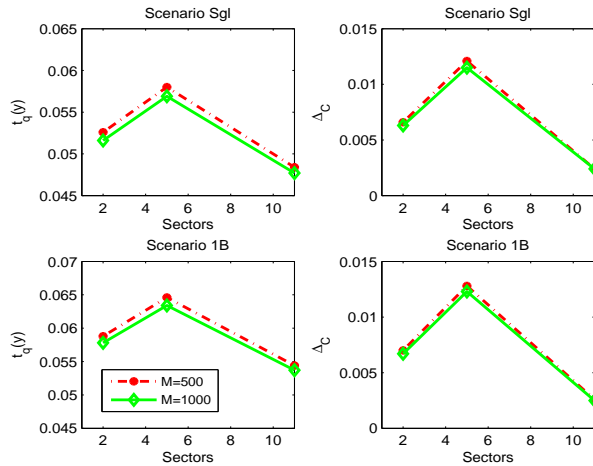 Scenario Sgl
0.065
0.06
0.055
0.05
0.045
t_q(y)
2 4 6 8 10
Sectors
Scenario Sgl
0.015
0.01
0.005
0
Δ_C
2 4 6 8 10
Sectors
Scenario 1B
0.07
0.065
0.06
0.055
0.05
0.045
t_q(y)
M=500
M=1000
2 4 6 8 10
Sectors
Scenario 1B
0.015
0.01
0.005
0
Δ_C
2 4 6 8 10
Sectors